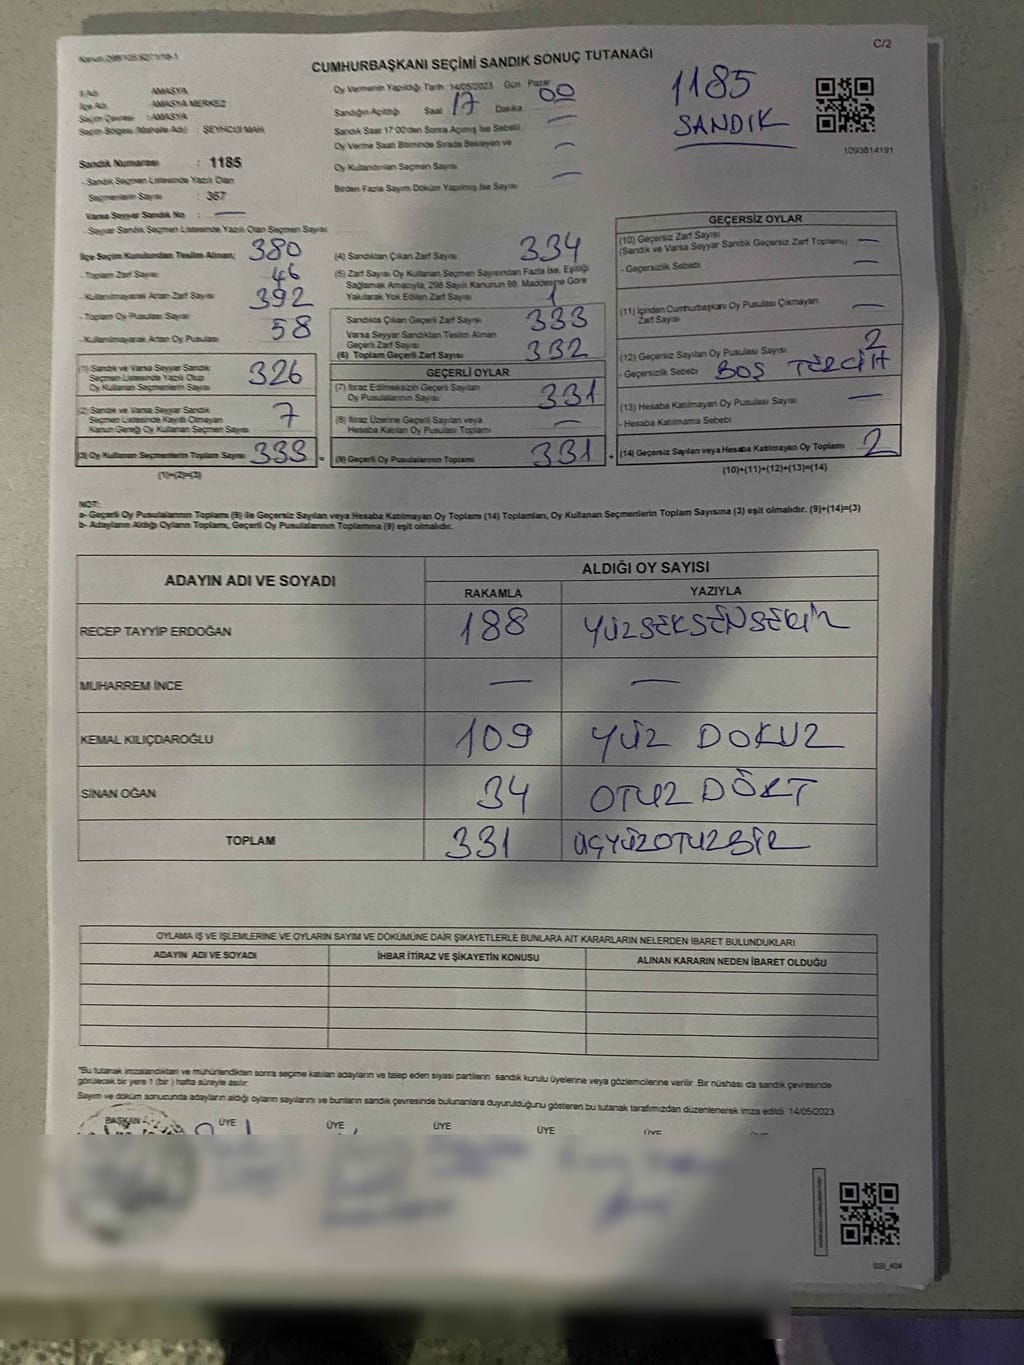 C/2
CUMHURBAŞKANI SEÇİMİ SANDIK SONUÇ TUTANAĞI
1185
SANDIK
1093814191
İli Adı : AMASYA
İlçe Adı : AMASYA MERKEZ
Seçim Çevresi : AMASYA
Seçim Bölgesi (Mahalle Adı) : ŞEYHCUİ MAH.
Sandık Numarası : 1185
- Sandık Seçmen Listesinde Yazılı Olan
Seçmenlerin Sayısı : 367
Varsa Seyyar Sandık No : —
- Seyyar Sandık Seçmen Listesinde Yazılı Olan Seçmen Sayısı
Oy Vermenin Yapıldığı Tarih 14/05/2023 Gün Pazar
Sandığın Açıldığı Saat 17 Dakika 00
Sandık Saat 17:00'den Sonra Açılmış İse Sebebi —
Oy Verme Saati Bitiminde Sırada Bekleyen ve
Oy Kullandırılan Seçmen Sayısı —
Birden Fazla Sayım Döküm Yapılmış İse Sayısı —
İlçe Seçim Kurulundan Teslim Alınan;
- Toplam Zarf Sayısı 380
- Kullanılmayarak Artan Zarf Sayısı 46
- Toplam Oy Pusulası Sayısı 392
- Kullanılmayarak Artan Oy Pusulası 58
(1) Sandık ve Varsa Seyyar Sandık
Seçmen Listesinde Yazılı Olup
Oy Kullanan Seçmenlerin Sayısı 326
(2) Sandık ve Varsa Seyyar Sandık
Seçmen Listesinde Kayıtlı Olmayan
Kanun Gereği Oy Kullanan Seçmen Sayısı 7
(3) Oy Kullanan Seçmenlerin Toplam Sayısı 333 =
(1)+(2)=(3)
(4) Sandıktan Çıkan Zarf Sayısı 334
(5) Zarf Sayısı Oy Kullanan Seçmen Sayısından Fazla İse, Eşitliği
Sağlamak Amacıyla, 298 Sayılı Kanunun 98. Maddesine Göre
Yakılarak Yok Edilen Zarf Sayısı 1
Sandıkta Çıkan Geçerli Zarf Sayısı 333
Varsa Seyyar Sandıktan Teslim Alınan
Geçerli Zarf Sayısı
(6) Toplam Geçerli Zarf Sayısı 332
GEÇERLİ OYLAR
(7) İtiraz Edilmeksizin Geçerli Sayılan
Oy Pusulalarının Sayısı 331
(8) İtiraz Üzerine Geçerli Sayılan veya
Hesaba Katılan Oy Pusulası Toplamı —
(9) Geçerli Oy Pusulalarının Toplamı 331 +
GEÇERSİZ OYLAR
(10) Geçersiz Zarf Sayısı —
(Sandık ve Varsa Seyyar Sandık Geçersiz Zarf Toplamı)
- Geçersizlik Sebebi —
(11) İçinden Cumhurbaşkanı Oy Pusulası Çıkmayan
Zarf Sayısı —
(12) Geçersiz Sayılan Oy Pusulası Sayısı 2
- Geçersizlik Sebebi BOŞ TERCİH
(13) Hesaba Katılmayan Oy Pusulası Sayısı —
- Hesaba Katılmama Sebebi
(14) Geçersiz Sayılan veya Hesaba Katılmayan Oy Toplamı 2
(10)+(11)+(12)+(13)=(14)
NOT:
a- Geçerli Oy Pusulalarının Toplamı (9) ile Geçersiz Sayılan veya Hesaba Katılmayan Oy Toplamı (14) Toplamları, Oy Kullanan Seçmenlerin Toplam Sayısına (3) eşit olmalıdır. (9)+(14)=(3)
b- Adayların Aldığı Oyların Toplamı, Geçerli Oy Pusulalarının Toplamına (9) eşit olmalıdır.
ADAYIN ADI VE SOYADI ALDIĞI OY SAYISI
RAKAMLA YAZIYLA
RECEP TAYYİP ERDOĞAN 188 YÜZSEKSENSEKİZ
MUHARREM İNCE — —
KEMAL KILIÇDAROĞLU 109 YÜZ DOKUZ
SİNAN OĞAN 34 OTUZ DÖRT
TOPLAM 331 ÜÇYÜZOTUZBİR
OYLAMA İŞ VE İŞLEMLERİNE VE OYLARIN SAYIM VE DÖKÜMÜNE DAİR ŞİKAYETLERLE BUNLARA AİT KARARLARIN NELERDEN İBARET BULUNDUKLARI
ADAYIN ADI VE SOYADI İHBAR İTİRAZ VE ŞİKAYETİN KONUSU ALINAN KARARIN NEDEN İBARET OLDUĞU
*Bu tutanak imzalandıktan ve mühürlendikten sonra seçime katılan adayların ve talep eden siyasi partilerin sandık kurulu üyelerine veya gözlemcilerine verilir. Bir nüshası da sandık çevresinde
görülecek bir yere 1 (bir) hafta süreyle asılır.
Sayım ve döküm sonucunda adayların aldığı oyların sayılarını ve bunların sandık çevresinde bulunanlara duyurulduğunu gösteren bu tutanak tarafımızdan düzenlenerek imza edildi. 14/05/2023
BAŞKAN ÜYE ÜYE ÜYE ÜYE ÜYE
GSI_404